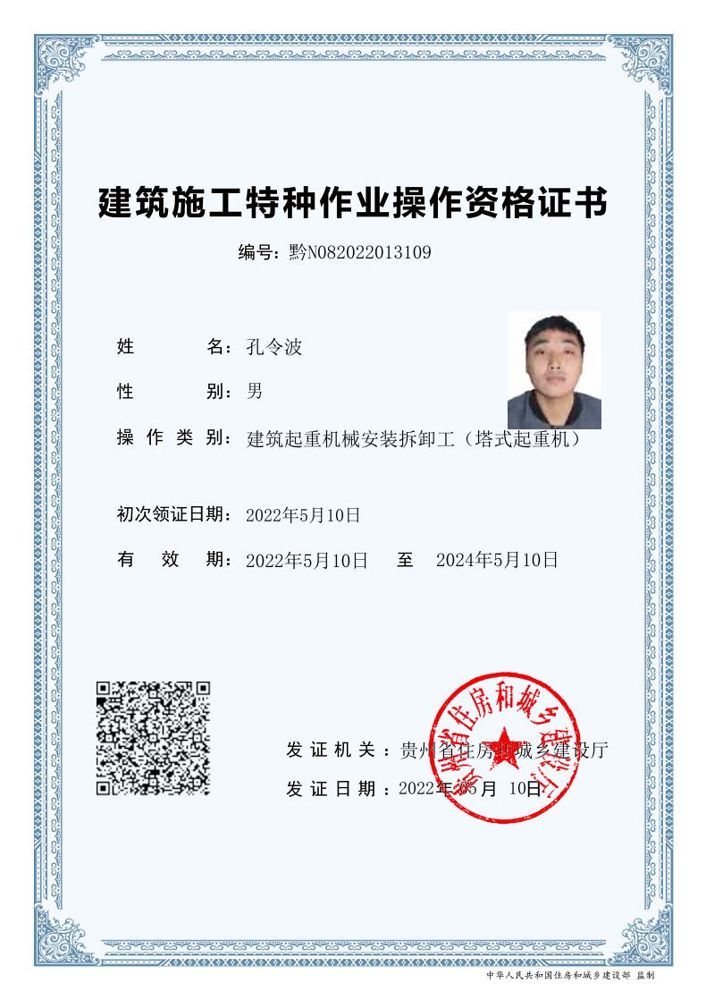 建筑施工特种作业操作资格证书
编号: 黔N082022013109
姓名: 孔令波
性别: 男
操作类别: 建筑起重机械安装拆卸工（塔式起重机）
初次领证日期: 2022年5月10日
有效期: 2022年5月10日 至 2024年5月10日
贵州省住房和城乡建设厅
发证机关: 贵州省住房和城乡建设厅
发证日期: 2022年 05月 10日
中华人民共和国住房和城乡建设部 监制